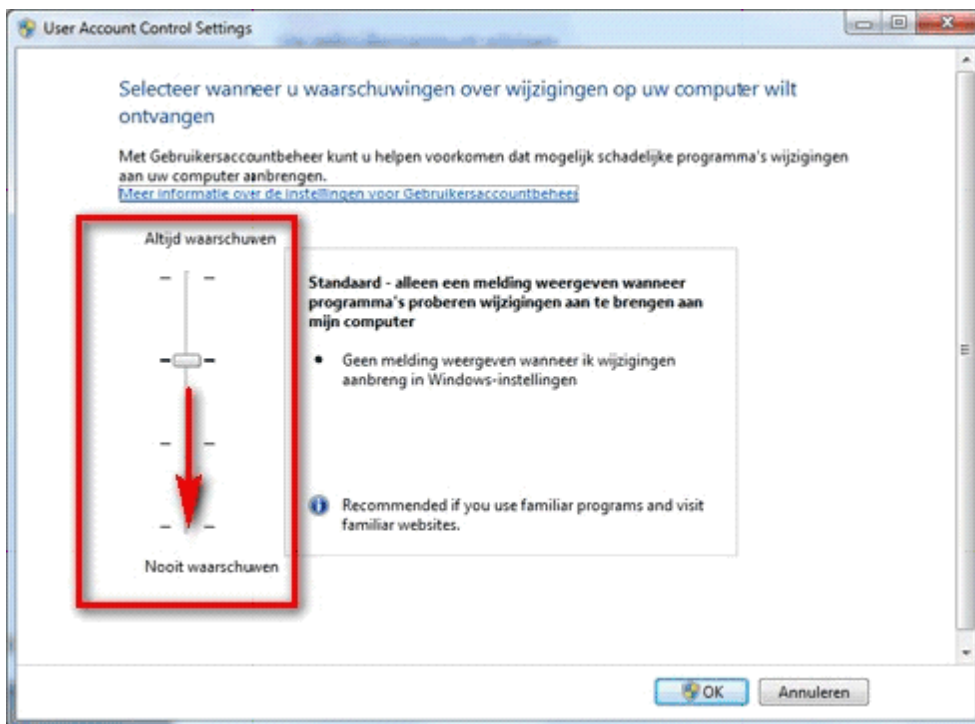 User Account Control Settings
Selecteer wanneer u waarschuwingen over wijzigingen op uw computer wilt
ontvangen
Met Gebruikersaccountbeheer kunt u helpen voorkomen dat mogelijk schadelijke programma's wijzigingen
aan uw computer aanbrengen.
Meer informatie over de instellingen voor Gebruikersaccountbeheer
Altijd waarschuwen
Standaard - alleen een melding weergeven wanneer
programma's proberen wijzigingen aan te brengen aan
mijn computer
• Geen melding weergeven wanneer ik wijzigingen
aanbreng in Windows-instellingen
Recommended if you use familiar programs and visit
familiar websites.
Nooit waarschuwen
OK
Annuleren